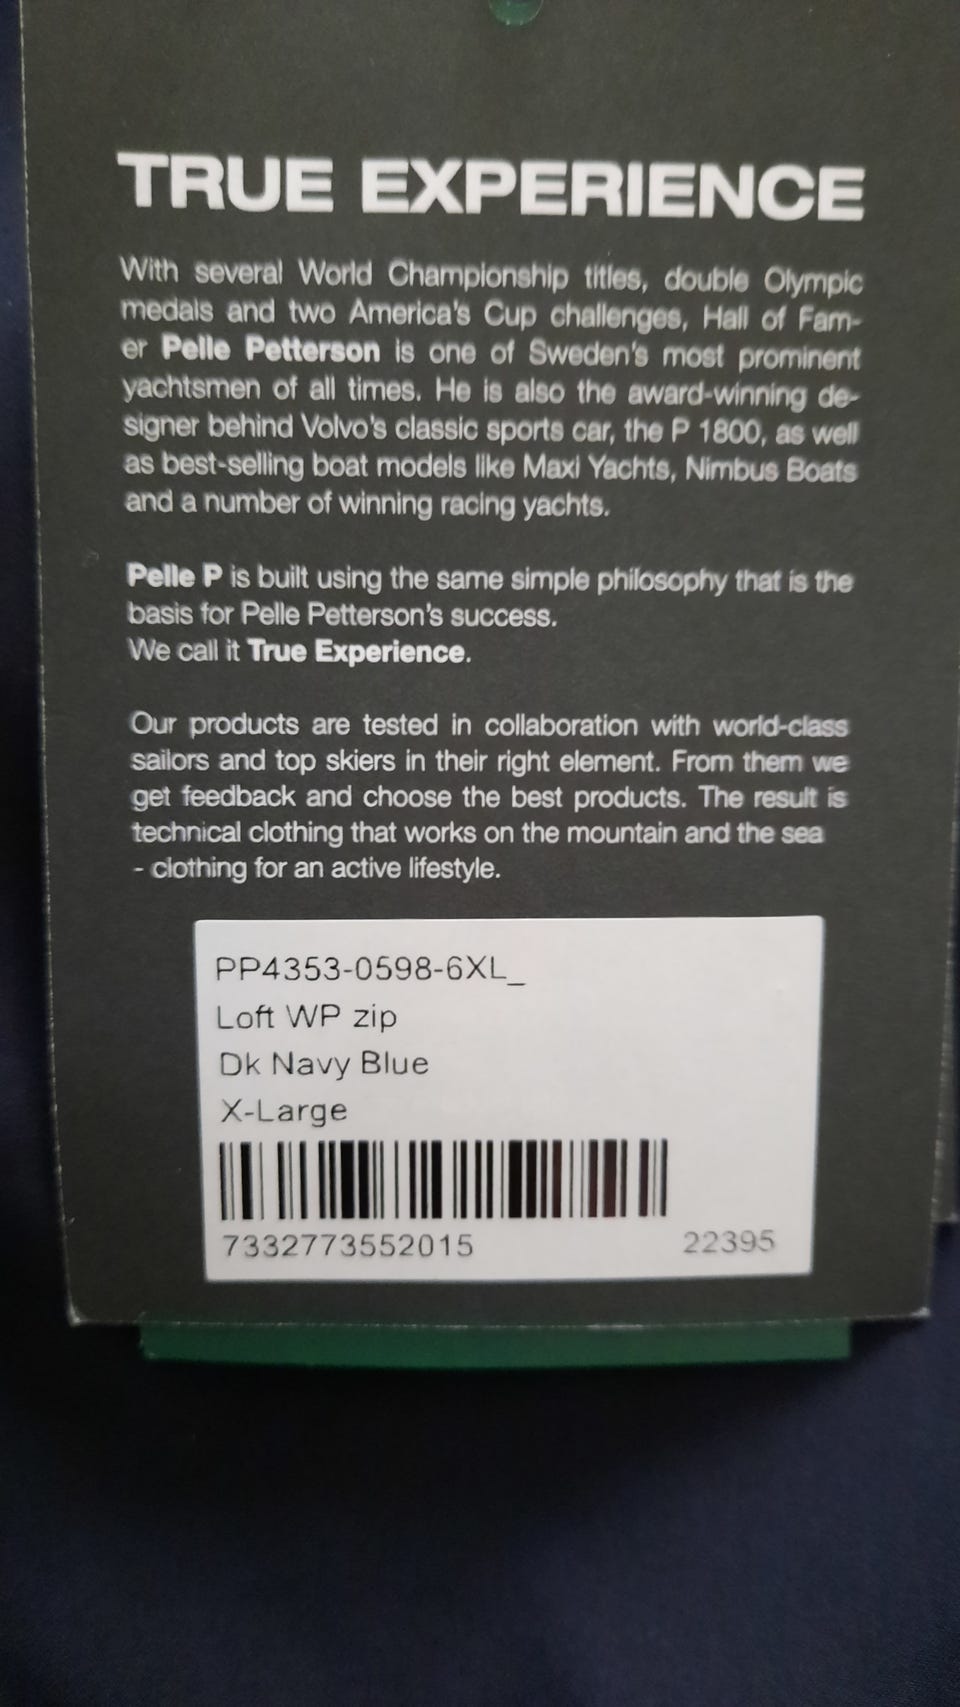 TRUE EXPERIENCE
With several World Championship titles, double Olympic
medals and two America's Cup challenges, Hall of Fam-
er Pelle Petterson is one of Sweden's most prominent
yachtsmen of all times. He is also the award-winning de-
signer behind Volvo's classic sports car, the P 1800, as well
as best-selling boat models like Maxi Yachts, Nimbus Boats
and a number of winning racing yachts.
Pelle P is built using the same simple philosophy that is the
basis for Pelle Petterson's success.
We call it True Experience.
Our products are tested in collaboration with world-class
sailors and top skiers in their right element. From them we
get feedback and choose the best products. The result is
technical clothing that works on the mountain and the sea
- clothing for an active lifestyle.
PP4353-0598-6XL_
Loft WP zip
Dk Navy Blue
X-Large
7332773552015 22395